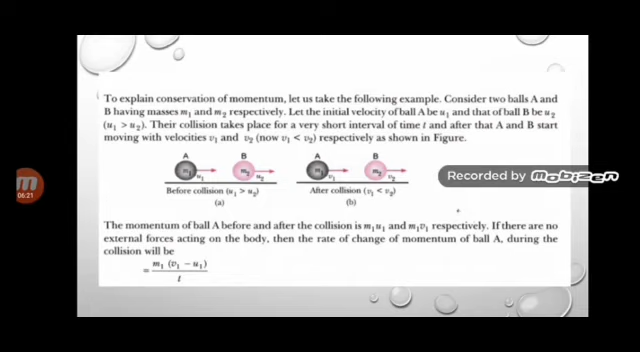 To explain conservation of momentum, let us take the following example. Consider two balls A and
B having masses m₁ and m₂ respectively. Let the initial velocity of ball A be u₁ and that of ball B be u₂
(u₁ > u₂). Their collision takes place for a very short interval of time t and after that A and B start
moving with velocities v₁ and v₂ (now v₁ < v₂) respectively as shown in Figure.
A B A B
m₁ u₁ m₂ u₂ m₁ v₁ m₂ v₂
Before collision (u₁ > u₂) After collision (v₁ < v₂)
(a) (b)
Recorded by mobizen
06:21
The momentum of ball A before and after the collision is m₁u₁ and m₁v₁ respectively. If there are no
external forces acting on the body, then the rate of change of momentum of ball A, during the
collision will be
= m₁ (v₁ − u₁)
t